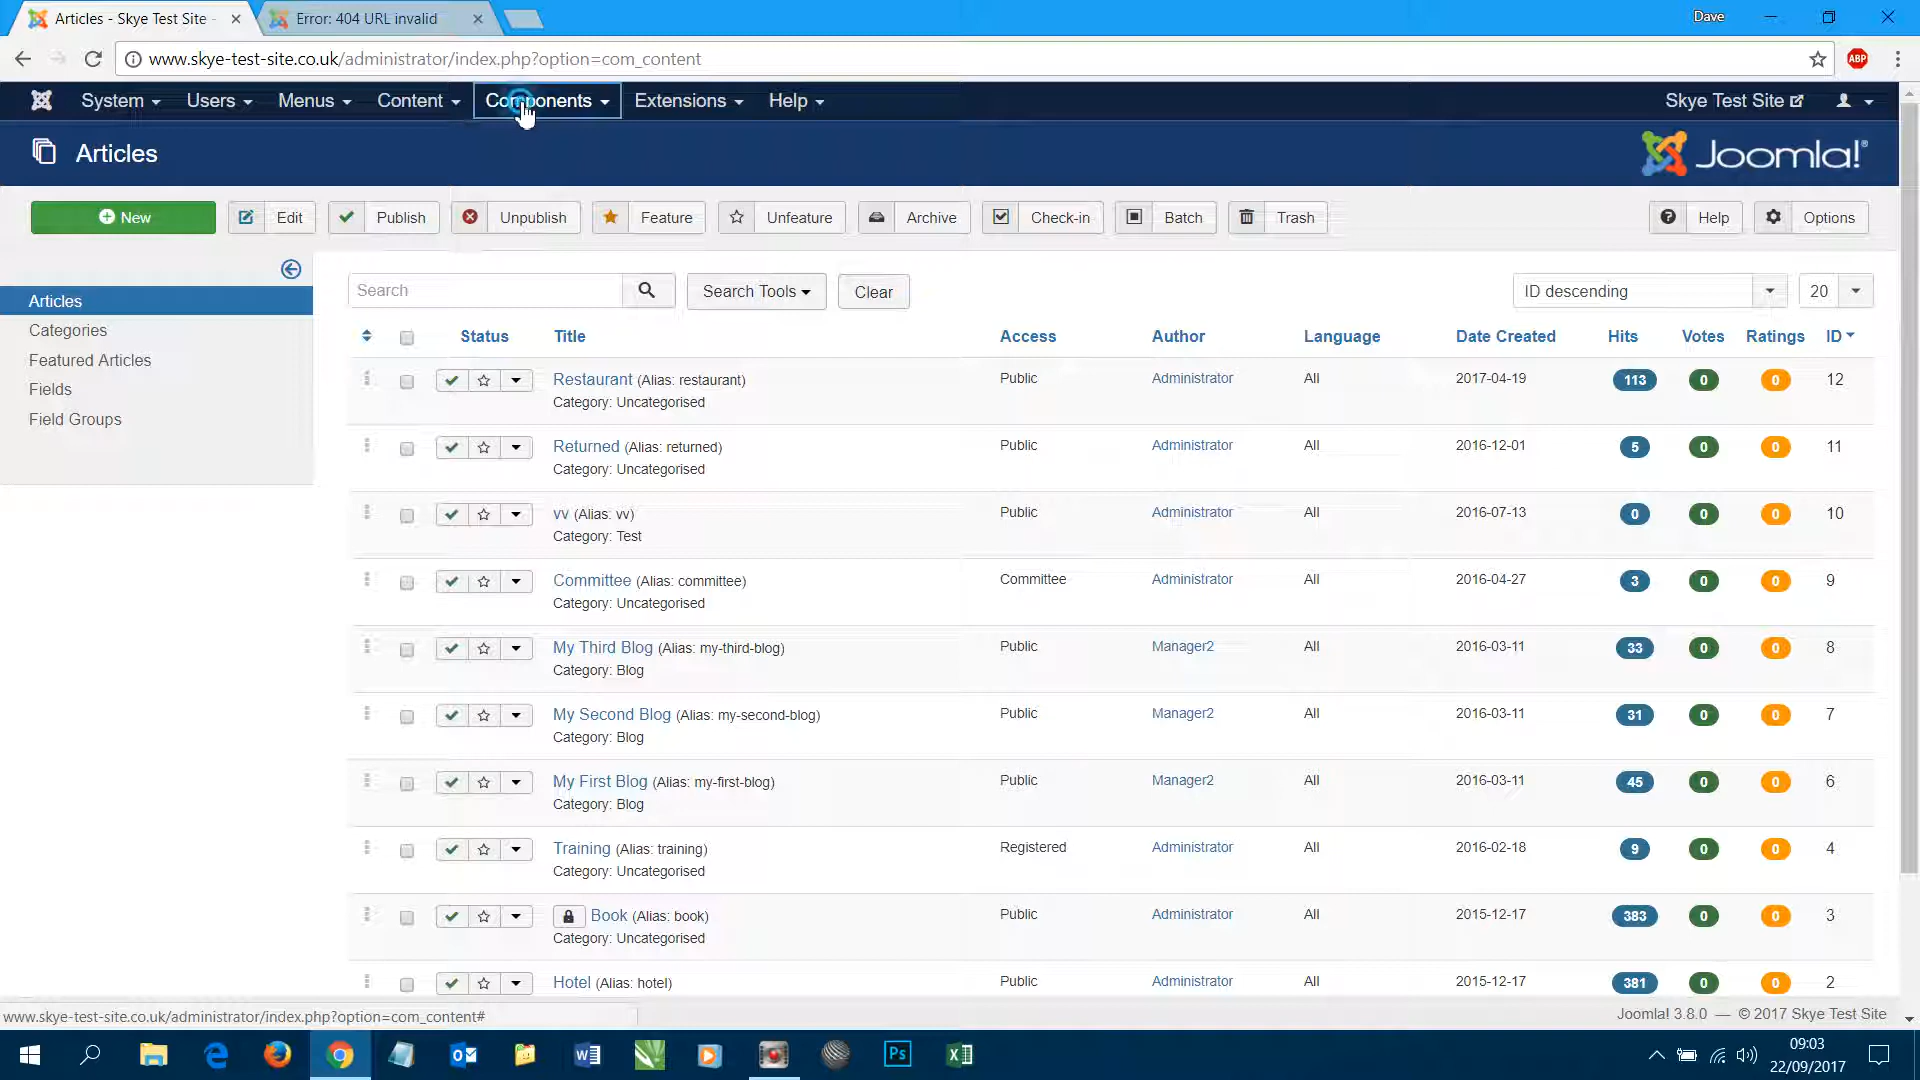 Articles - Skye Test Site -
Error: 404 URL invalid
Dave
www.skye-test-site.co.uk/administrator/index.php?option=com_content
ABP
System Users Menus Content Components Extensions Help
Skye Test Site
Articles
Joomla!®
New Edit Publish Unpublish Feature Unfeature Archive Check-in Batch Trash Help Options
Search Search Tools Clear ID descending 20
Articles
Categories
Featured Articles
Fields
Field Groups
Status Title Access Author Language Date Created Hits Votes Ratings ID
Restaurant (Alias: restaurant) Public Administrator All 2017-04-19 113 0 0 12
Category: Uncategorised
Returned (Alias: returned) Public Administrator All 2016-12-01 5 0 0 11
Category: Uncategorised
vv (Alias: vv) Public Administrator All 2016-07-13 0 0 0 10
Category: Test
Committee (Alias: committee) Committee Administrator All 2016-04-27 3 0 0 9
Category: Uncategorised
My Third Blog (Alias: my-third-blog) Public Manager2 All 2016-03-11 33 0 0 8
Category: Blog
My Second Blog (Alias: my-second-blog) Public Manager2 All 2016-03-11 31 0 0 7
Category: Blog
My First Blog (Alias: my-first-blog) Public Manager2 All 2016-03-11 45 0 0 6
Category: Blog
Training (Alias: training) Registered Administrator All 2016-02-18 9 0 0 4
Category: Uncategorised
Book (Alias: book) Public Administrator All 2015-12-17 383 0 0 3
Category: Uncategorised
Hotel (Alias: hotel) Public Administrator All 2015-12-17 381 0 0 2
www.skye-test-site.co.uk/administrator/index.php?option=com_content#
Joomla! 3.8.0 — © 2017 Skye Test Site
Ps
09:03
22/09/2017